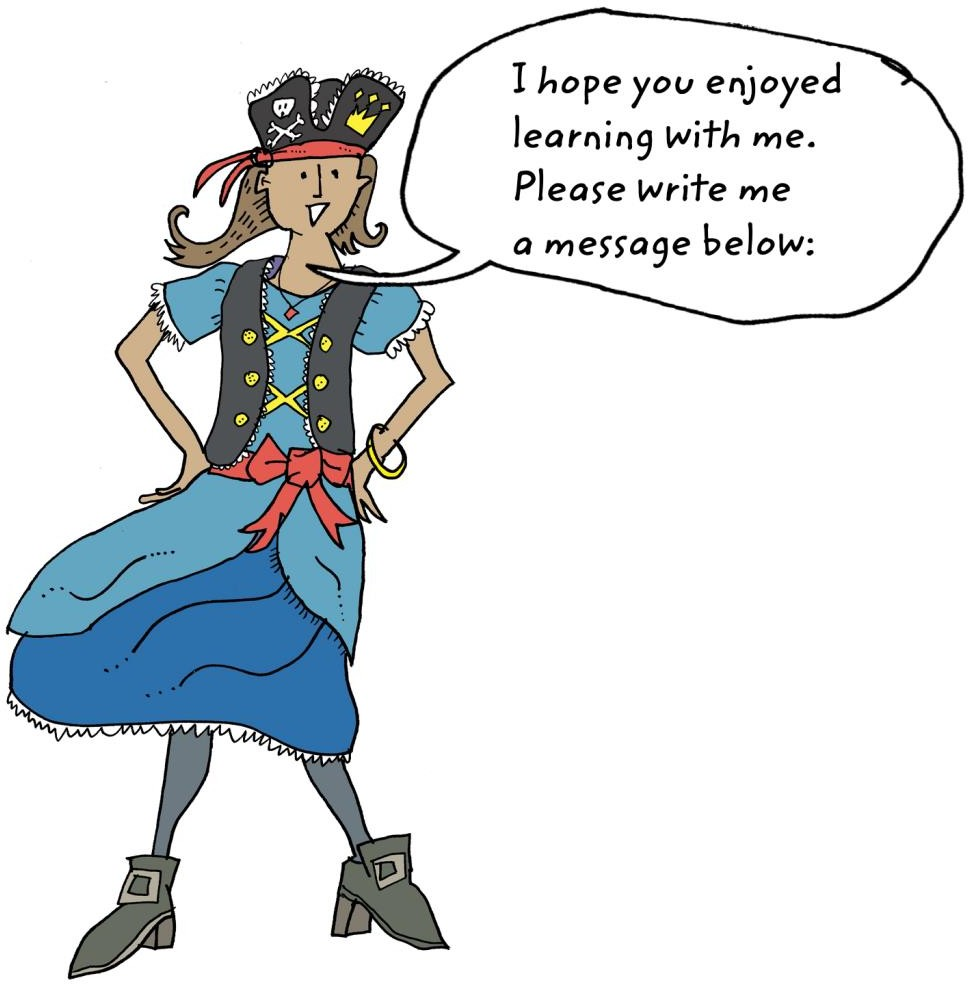 I hope you enjoyed
learning with me.
Please write me
a message below: